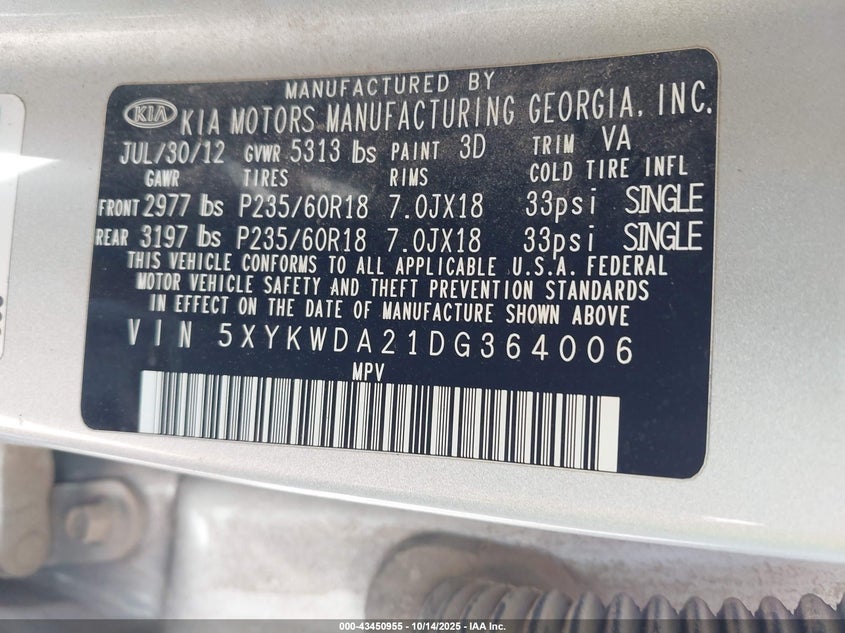 MANUFACTURED BY
KIA KIA MOTORS MANUFACTURING GEORGIA, INC.
JUL/30/12 GVWR 5313 lbs PAINT 3D TRIM VA
GAWR TIRES RIMS COLD TIRE INFL
FRONT 2977 lbs P235/60R18 7.0JX18 33psi SINGLE
REAR 3197 lbs P235/60R18 7.0JX18 33psi SINGLE
THIS VEHICLE CONFORMS TO ALL APPLICABLE U.S.A. FEDERAL
MOTOR VEHICLE SAFETY AND THEFT PREVENTION STANDARDS
IN EFFECT ON THE DATE OF MANUFACTURE SHOWN ABOVE
VIN 5XYKWDA21DG364006
MPV
000-43450955 - 10/14/2025 - IAA Inc.